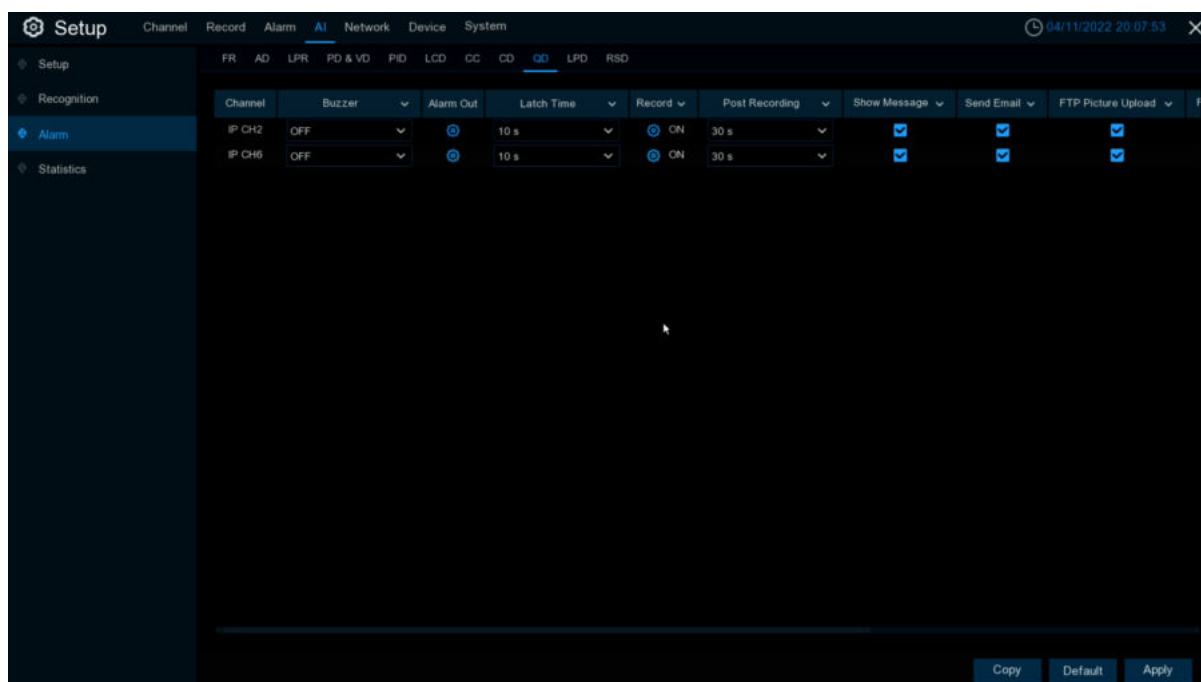 Setup Channel Record Alarm AI Network Device System 04/11/2022 20:07:53
Setup FR AD LPR PD & VD PID LCD CC CD QD LPD RSD
Recognition Channel Buzzer Alarm Out Latch Time Record Post Recording Show Message Send Email FTP Picture Upload F
Alarm IP CH2 OFF 10 s ON 30 s
IP CH6 OFF 10 s ON 30 s
Statistics
Copy Default Apply